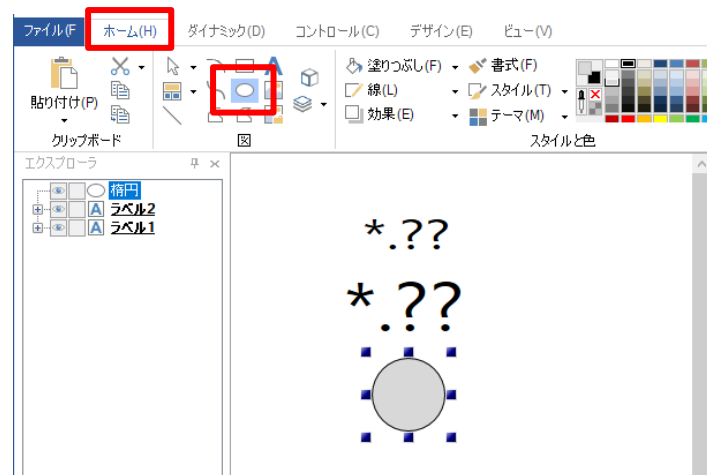 ファイル(F ホーム(H) ダイナミック(D) コントロール(C) デザイン(E) ビュー(V)
塗りつぶし(F) 書式(F)
線(L) スタイル(T)
貼り付け(P)
効果(E) テーマ(M)
クリップボード 図 スタイルと色
エクスプローラ
楕円
A ラベル2
A ラベル1
*.??
*.??